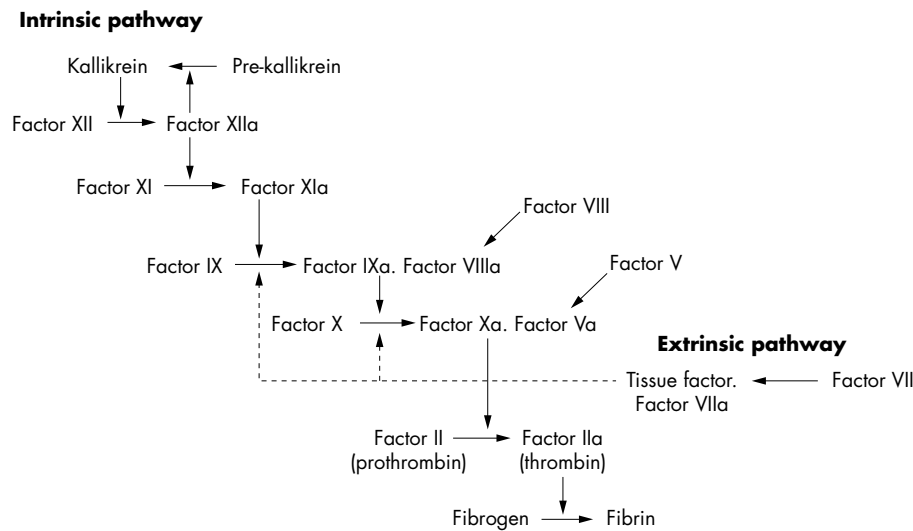 Intrinsic pathway
Kallikrein Pre-kallikrein
Factor XII Factor XIIa
Factor XI Factor XIa
Factor VIII
Factor IX Factor IXa. Factor VIIIa
Factor V
Factor X Factor Xa. Factor Va
Extrinsic pathway
Tissue factor. Factor VII
Factor VIIa
Factor II Factor IIa
(prothrombin) (thrombin)
Fibrogen Fibrin